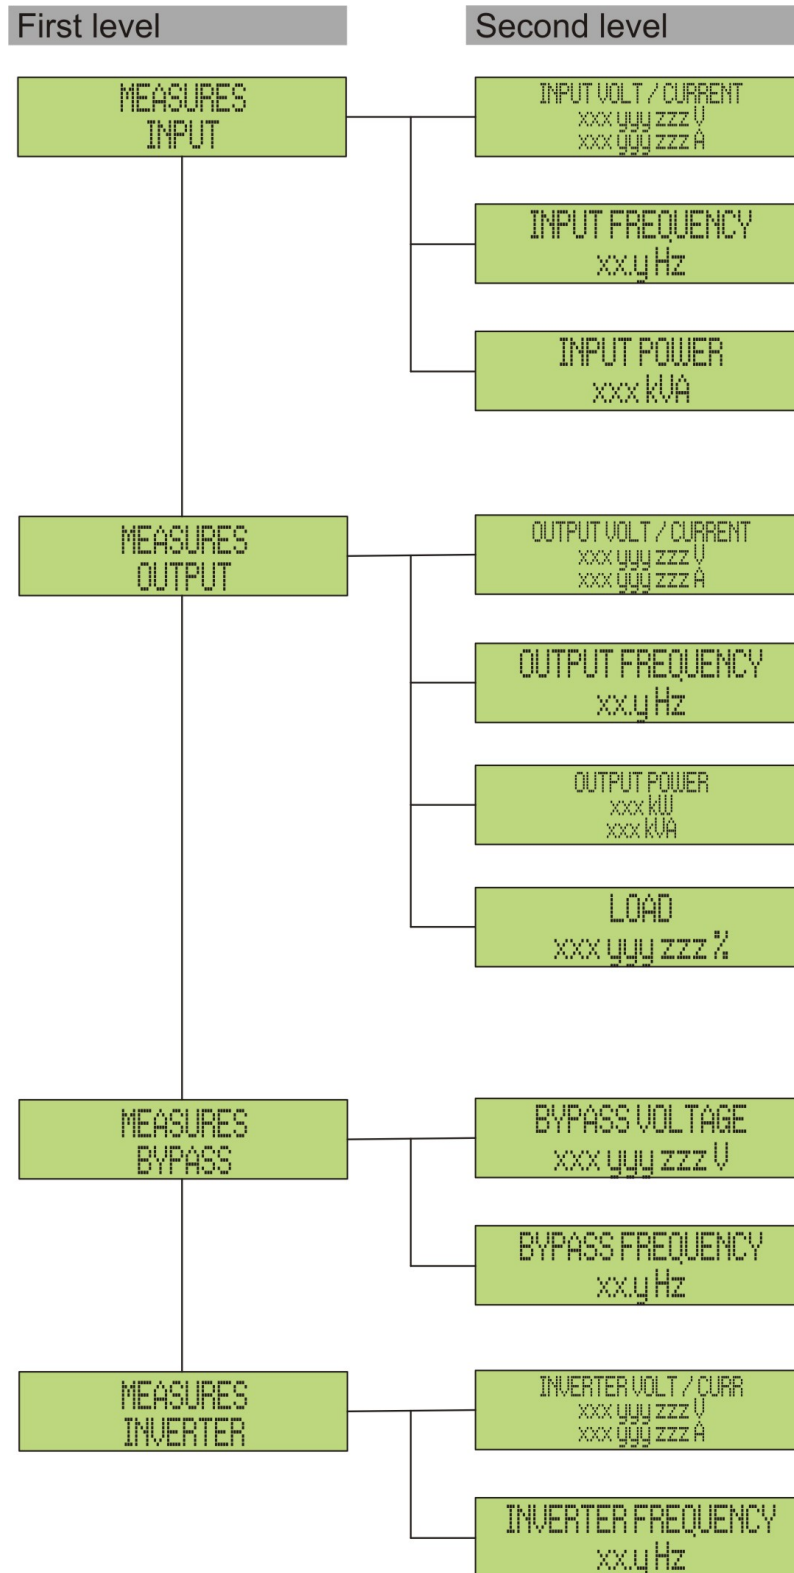 First level
Second level
MEASURES
INPUT
INPUT VOLT / CURRENT
xxx yyy zzz V
xxx yyy zzz A
INPUT FREQUENCY
xx.y Hz
INPUT POWER
xxx kVA
MEASURES
OUTPUT
OUTPUT VOLT / CURRENT
xxx yyy zzz V
xxx yyy zzz A
OUTPUT FREQUENCY
xx.y Hz
OUTPUT POWER
xxx kW
xxx kVA
LOAD
xxx yyy zzz %
MEASURES
BYPASS
BYPASS VOLTAGE
xxx yyy zzz V
BYPASS FREQUENCY
xx.y Hz
MEASURES
INVERTER
INVERTER VOLT / CURR
xxx yyy zzz V
xxx yyy zzz A
INVERTER FREQUENCY
xx.y Hz